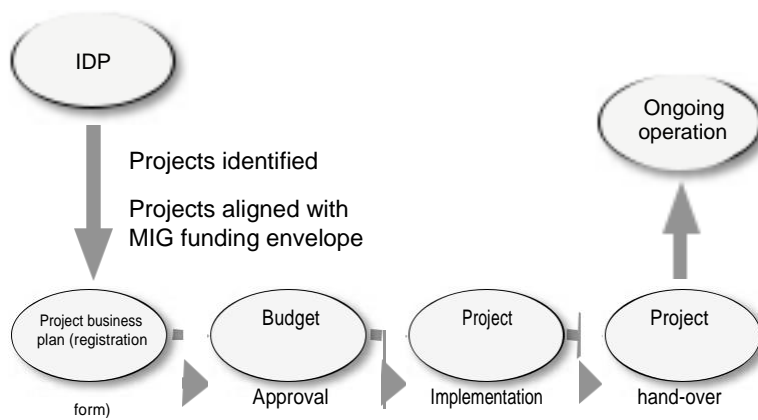 IDP
Ongoing
operation
Projects identified
Projects aligned with
MIG funding envelope
Project business
plan (registration
form)
Budget
Approval
Project
Implementation
Project
hand-over